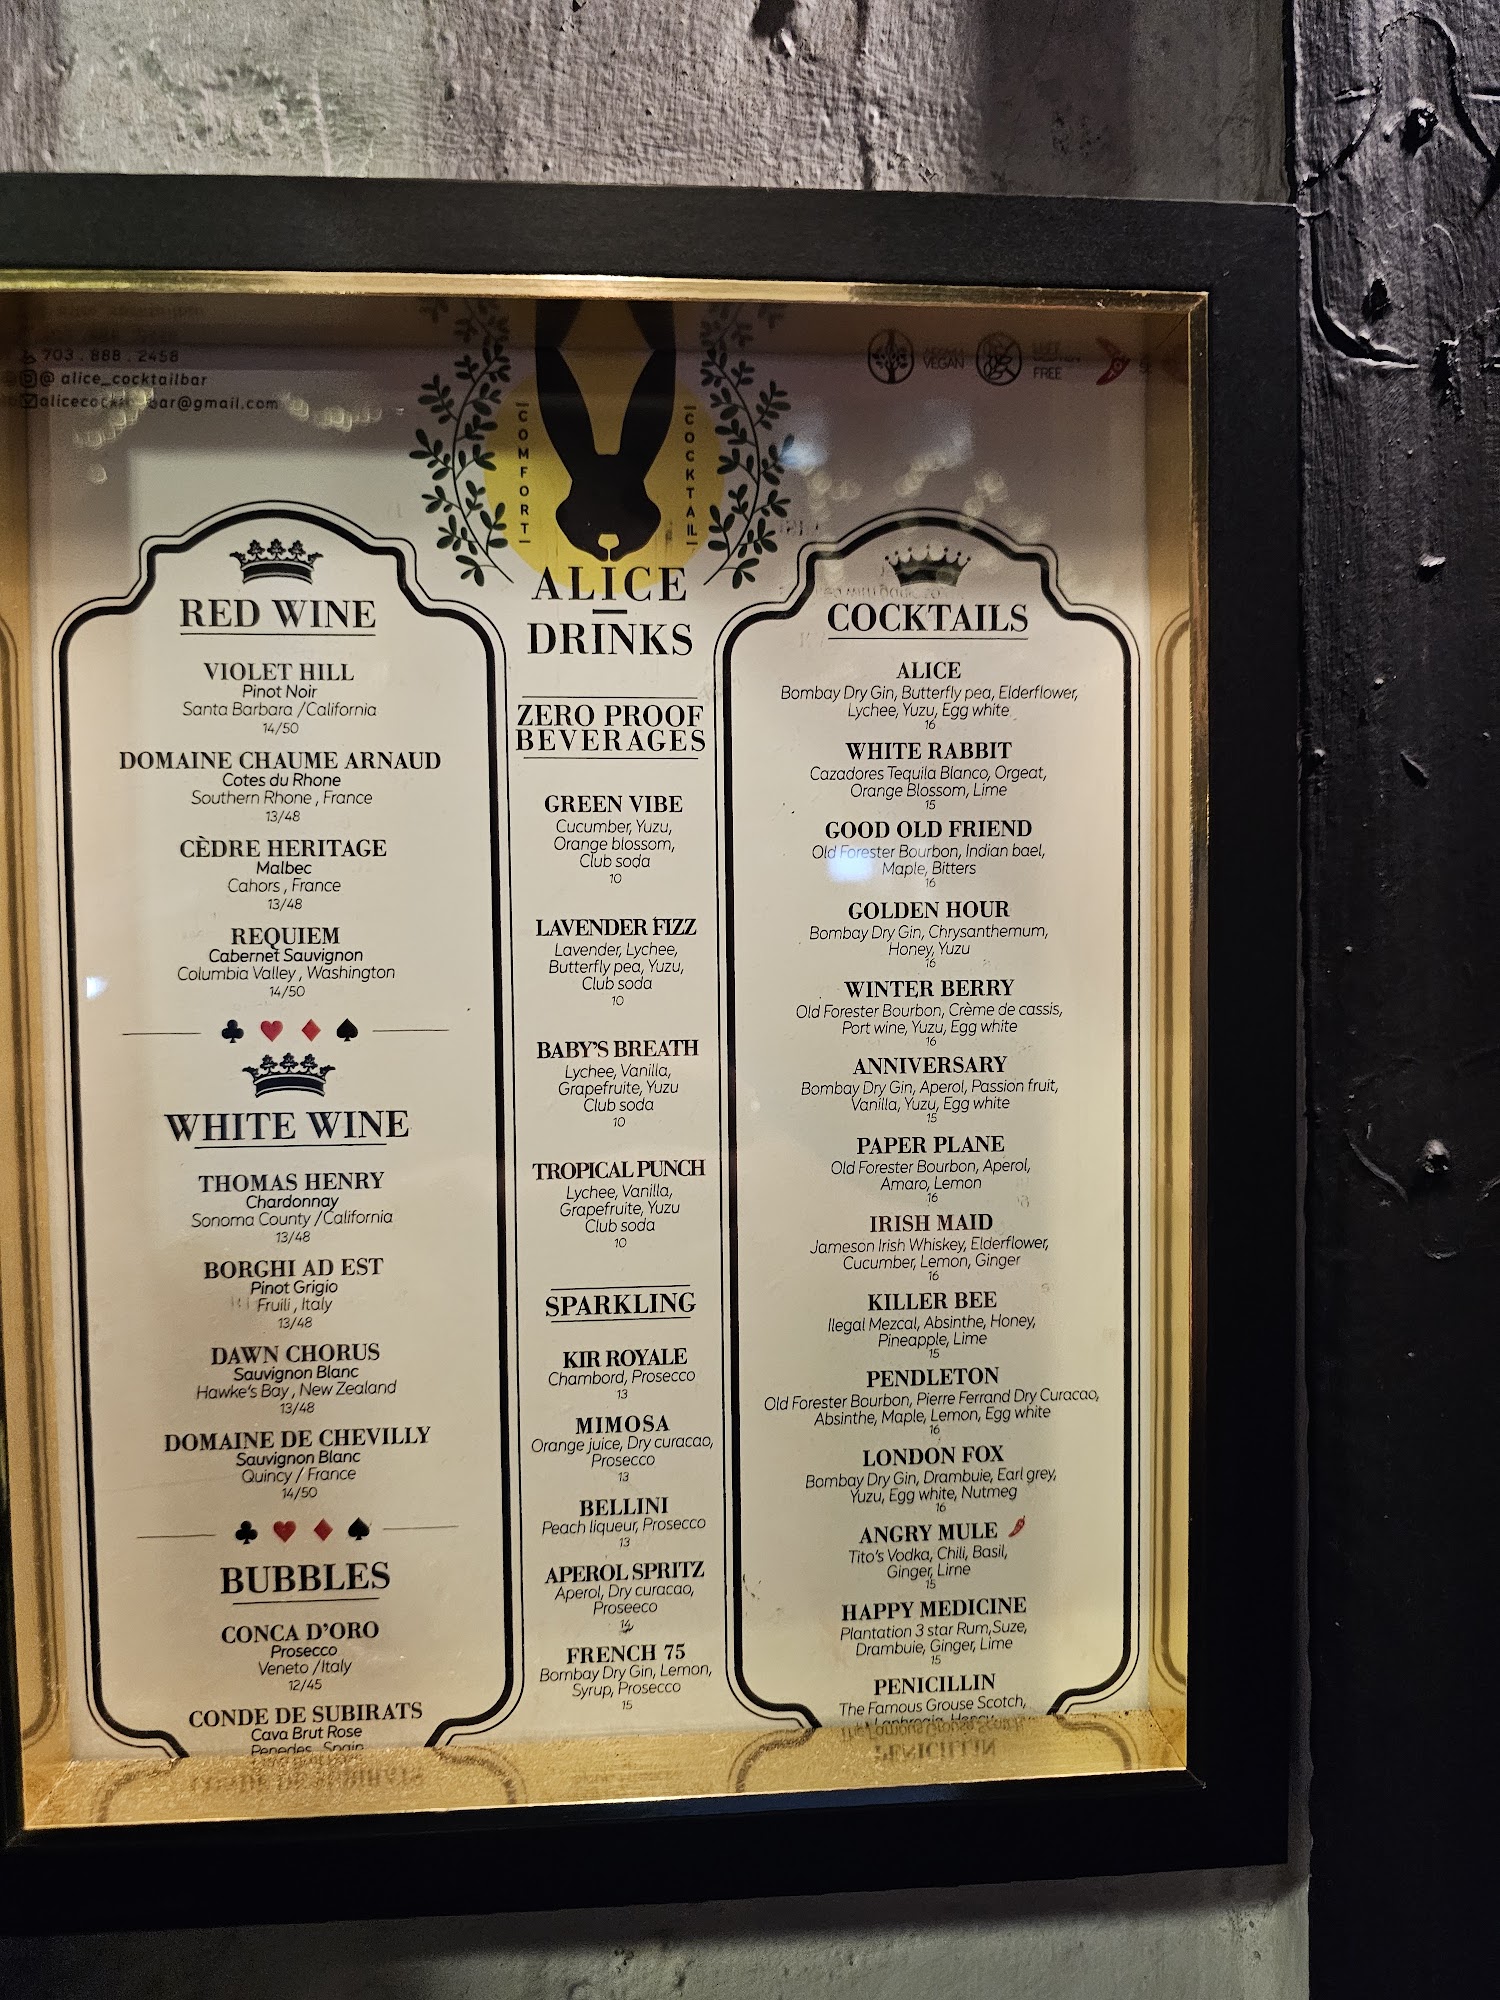 703 . 888 . 2458
@ alice_cocktailbar
ar@gmail.com
VEGAN
FREE
COMFORT
COCKTAIL
ALICE
DRINKS
RED WINE
VIOLET HILL
Pinot Noir
Santa Barbara /California
14/50
DOMAINE CHAUME ARNAUD
Cotes du Rhone
Southern Rhone , France
13/48
CÈDRE HERITAGE
Malbec
Cahors , France
13/48
REQUIEM
Cabernet Sauvignon
Columbia Valley , Washington
14/50
WHITE WINE
THOMAS HENRY
Chardonnay
Sonoma County /California
13/48
BORGHI AD EST
Pinot Grigio
Fruili , Italy
13/48
DAWN CHORUS
Sauvignon Blanc
Hawke's Bay , New Zealand
13/48
DOMAINE DE CHEVILLY
Sauvignon Blanc
Quincy / France
14/50
BUBBLES
CONCA D'ORO
Prosecco
Veneto /Italy
12/45
CONDE DE SUBIRATS
Cava Brut Rose
Penedes, Spain
ZERO PROOF
BEVERAGES
GREEN VIBE
Cucumber, Yuzu,
Orange blossom,
Club soda
10
LAVENDER FIZZ
Lavender, Lychee,
Butterfly pea, Yuzu,
Club soda
10
BABY'S BREATH
Lychee, Vanilla,
Grapefruite, Yuzu
Club soda
10
TROPICAL PUNCH
Lychee, Vanilla,
Grapefruite, Yuzu
Club soda
10
SPARKLING
KIR ROYALE
Chambord, Prosecco
13
MIMOSA
Orange juice, Dry curacao,
Prosecco
13
BELLINI
Peach liqueur, Prosecco
13
APEROL SPRITZ
Aperol, Dry curacao,
Proseeco
14
FRENCH 75
Bombay Dry Gin, Lemon,
Syrup, Prosecco
15
COCKTAILS
ALICE
Bombay Dry Gin, Butterfly pea, Elderflower,
Lychee, Yuzu, Egg white
16
WHITE RABBIT
Cazadores Tequila Blanco, Orgeat,
Orange Blossom, Lime
15
GOOD OLD FRIEND
Old Forester Bourbon, Indian bael,
Maple, Bitters
16
GOLDEN HOUR
Bombay Dry Gin, Chrysanthemum,
Honey, Yuzu
16
WINTER BERRY
Old Forester Bourbon, Crème de cassis,
Port wine, Yuzu, Egg white
16
ANNIVERSARY
Bombay Dry Gin, Aperol, Passion fruit,
Vanilla, Yuzu, Egg white
15
PAPER PLANE
Old Forester Bourbon, Aperol,
Amaro, Lemon
16
IRISH MAID
Jameson Irish Whiskey, Elderflower,
Cucumber, Lemon, Ginger
16
KILLER BEE
Ilegal Mezcal, Absinthe, Honey,
Pineapple, Lime
15
PENDLETON
Old Forester Bourbon, Pierre Ferrand Dry Curacao,
Absinthe, Maple, Lemon, Egg white
16
LONDON FOX
Bombay Dry Gin, Drambuie, Earl grey,
Yuzu, Egg white, Nutmeg
16
ANGRY MULE
Tito's Vodka, Chili, Basil,
Ginger, Lime
15
HAPPY MEDICINE
Plantation 3 star Rum,Suze,
Drambuie, Ginger, Lime
15
PENICILLIN
The Famous Grouse Scotch,